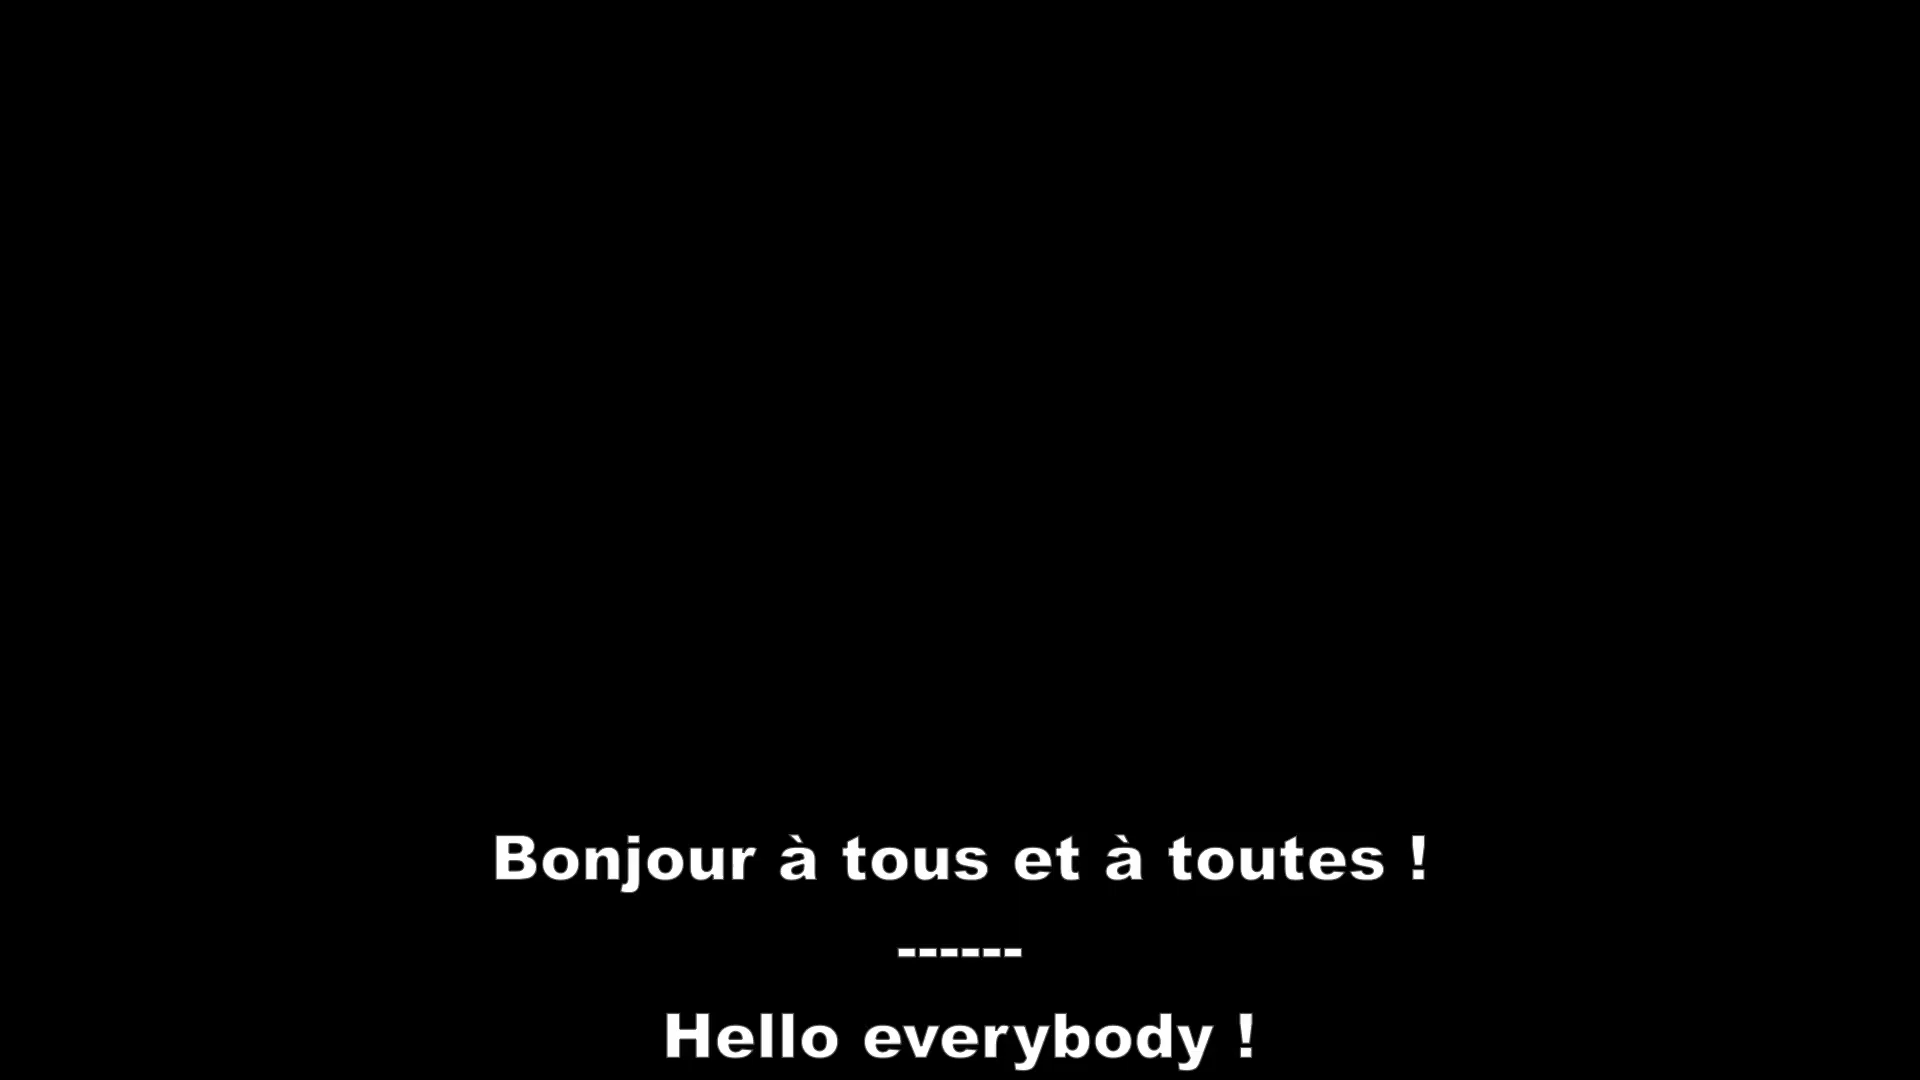 Bonjour à tous et à toutes !
------
Hello everybody !